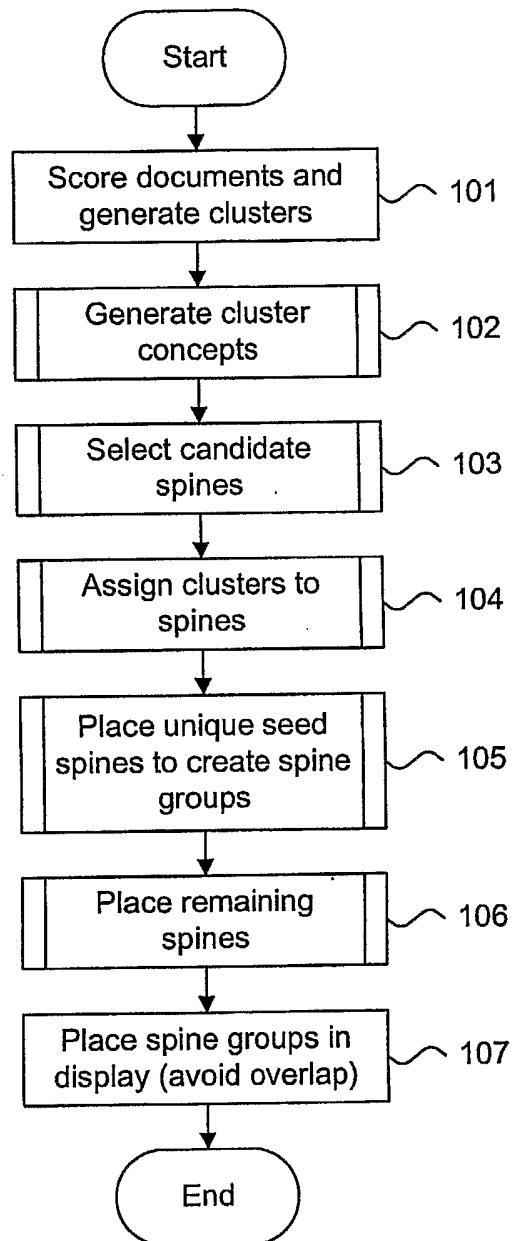 Start
Score documents and
generate clusters
101
Generate cluster
concepts
102
Select candidate
spines
103
Assign clusters to
spines
104
Place unique seed
spines to create spine
groups
105
Place remaining
spines
106
Place spine groups in
display (avoid overlap)
107
End